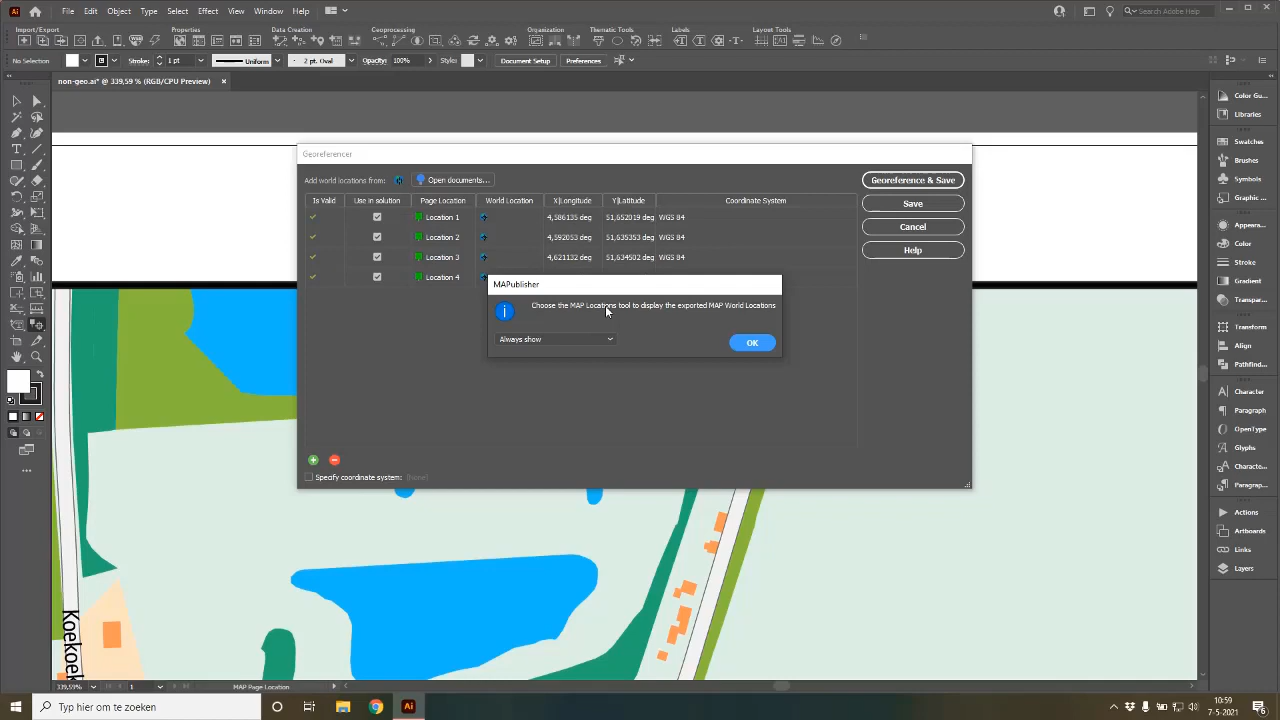 Ai File Edit Object Type Select Effect View Window Help Search Adobe Help
Import/Export Properties Data Creation Geoprocessing Organization Thematic Tools Labels Layout Tools
No Selection Stroke: 1 pt Uniform 2 pt. Oval Opacity: 100% Style: Document Setup Preferences
non-geo.ai* @ 339,59 % (RGB/CPU Preview)
Georeferencer
Add world locations from: Open documents...
Georeference & Save
Save
Cancel
Help
Is Valid Use in solution Page Location World Location X|Longitude Y|Latitude Coordinate System
Location 1 4,586135 deg 51,652019 deg WGS 84
Location 2 4,592053 deg 51,635353 deg WGS 84
Location 3 4,621132 deg 51,634502 deg WGS 84
Location 4
MAPublisher
Choose the MAP Locations tool to display the exported MAP World Locations
Always show
OK
Specify coordinate system: [None]
Koekoek
Color Gu...
Libraries
Swatches
Brushes
Symbols
Graphic ...
Appeara...
Color
Stroke
Gradient
Transpar...
Transform
Align
Pathfind...
Character
Paragraph
OpenType
Glyphs
Characte...
Paragrap...
Actions
Artboards
Links
Layers
339,59% 1 MAP Page Location
Typ hier om te zoeken
Ai
10:59
7-5-2021
6